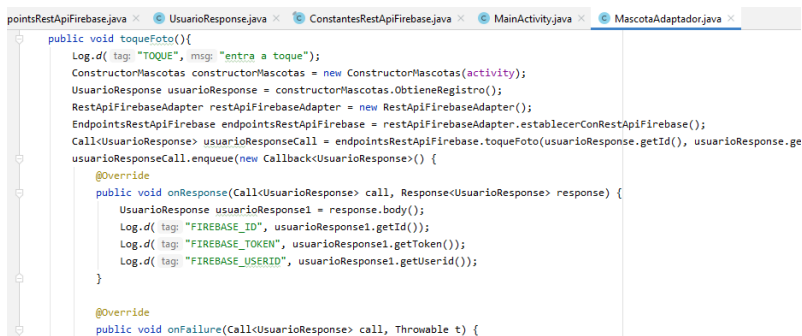 pointsRestApiFirebase.java × UsuarioResponse.java × ConstantesRestApiFirebase.java × MainActivity.java × MascotaAdaptador.java ×
public void toqueFoto(){
Log.d( tag: "TOQUE", msg: "entra a toque");
ConstructorMascotas constructorMascotas = new ConstructorMascotas(activity);
UsuarioResponse usuarioResponse = constructorMascotas.ObtieneRegistro();
RestApiFirebaseAdapter restApiFirebaseAdapter = new RestApiFirebaseAdapter();
EndpointsRestApiFirebase endpointsRestApiFirebase = restApiFirebaseAdapter.establecerConRestApiFirebase();
Call<UsuarioResponse> usuarioResponseCall = endpointsRestApiFirebase.toqueFoto(usuarioResponse.getId(), usuarioResponse.ge
usuarioResponseCall.enqueue(new Callback<UsuarioResponse>() {
@Override
public void onResponse(Call<UsuarioResponse> call, Response<UsuarioResponse> response) {
UsuarioResponse usuarioResponse1 = response.body();
Log.d( tag: "FIREBASE_ID", usuarioResponse1.getId());
Log.d( tag: "FIREBASE_TOKEN", usuarioResponse1.getToken());
Log.d( tag: "FIREBASE_USERID", usuarioResponse1.getUserid());
}
@Override
public void onFailure(Call<UsuarioResponse> call, Throwable t) {